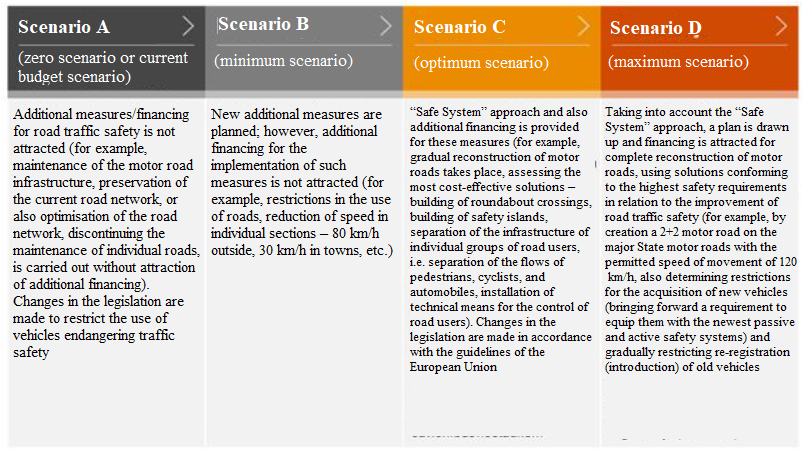 Scenario A
(zero scenario or current
budget scenario)
Additional measures/financing
for road traffic safety is not
attracted (for example,
maintenance of the motor road
infrastructure, preservation of
the current road network, or
also optimisation of the road
network, discontinuing the
maintenance of individual roads,
is carried out without attraction
of additional financing).
Changes in the legislation are
made to restrict the use of
vehicles endangering traffic
safety
Scenario B
(minimum scenario)
New additional measures are
planned; however, additional
financing for the
implementation of such
measures is not attracted (for
example, restrictions in the use
of roads, reduction of speed in
individual sections – 80 km/h
outside, 30 km/h in towns, etc.)
Scenario C
(optimum scenario)
“Safe System” approach and also
additional financing is provided
for these measures (for example,
gradual reconstruction of motor
roads takes place, assessing the
most cost-effective solutions –
building of roundabout crossings,
building of safety islands,
separation of the infrastructure of
individual groups of road users,
i.e. separation of the flows of
pedestrians, cyclists, and
automobiles, installation of
technical means for the control of
road users). Changes in the
legislation are made in accordance
with the guidelines of the
European Union
Scenario D
(maximum scenario)
Taking into account the “Safe
System” approach, a plan is drawn
up and financing is attracted for
complete reconstruction of motor
roads, using solutions conforming
to the highest safety requirements
in relation to the improvement of
road traffic safety (for example, by
creation a 2+2 motor road on the
major State motor roads with the
permitted speed of movement of 120
km/h, also determining restrictions
for the acquisition of new vehicles
(bringing forward a requirement to
equip them with the newest passive
and active safety systems) and
gradually restricting re-registration
(introduction) of old vehicles